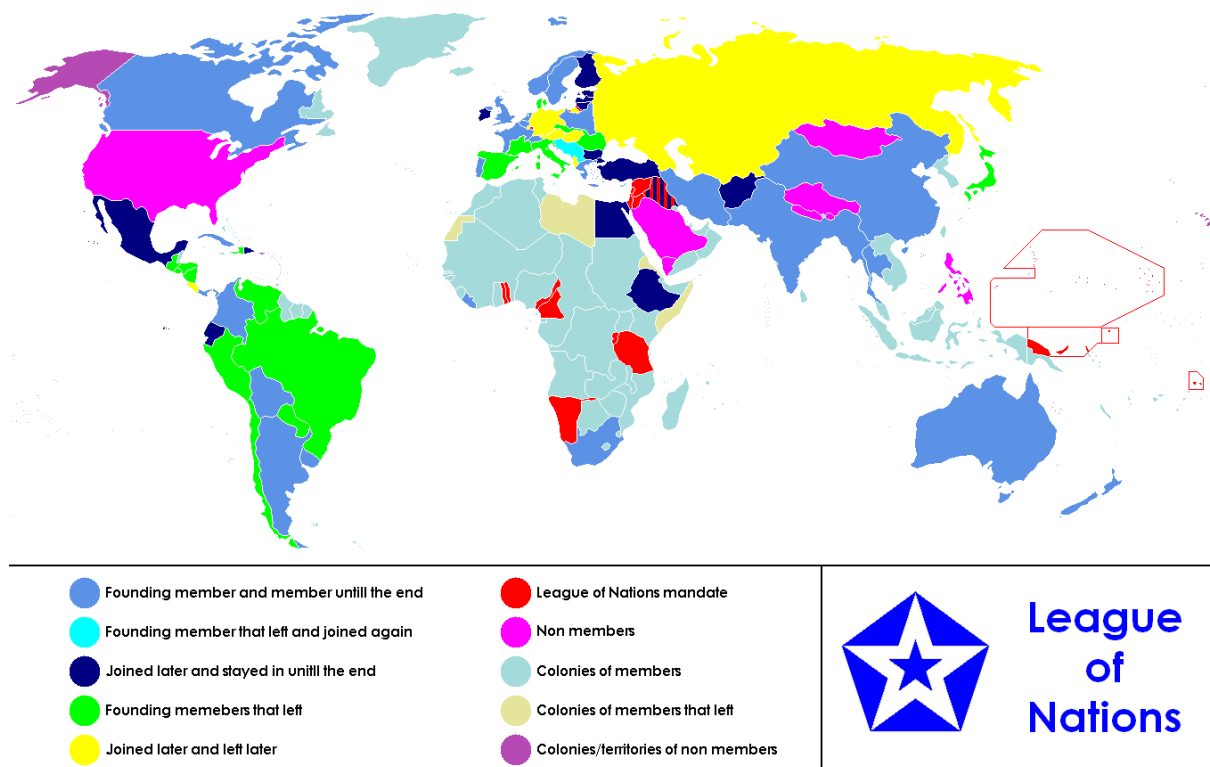 Founding member and member untill the end
Founding member that left and joined again
Joined later and stayed in unitll the end
Founding memebers that left
Joined later and left later
League of Nations mandate
Non members
Colonies of members
Colonies of members that left
Colonies/territories of non members
League
of
Nations